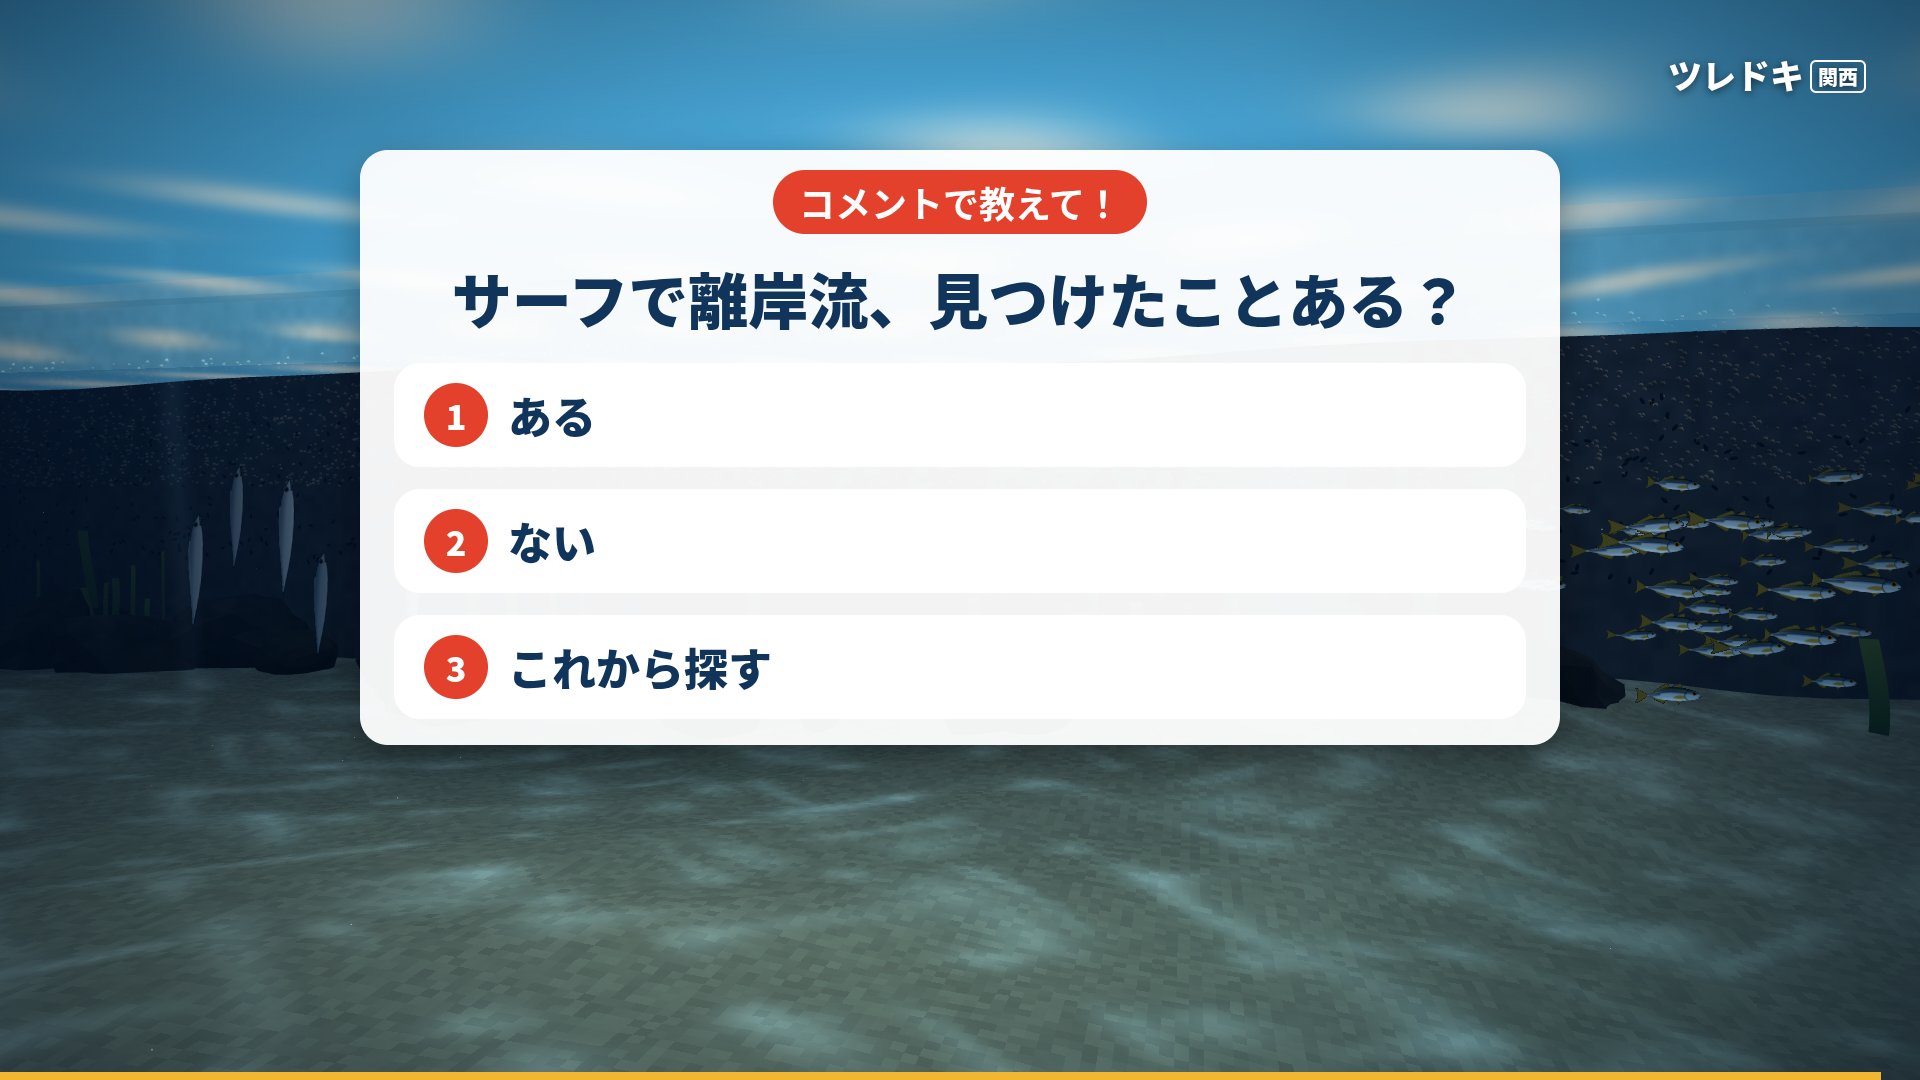 ツレドキ 関西
コメントで教えて！
サーフで離岸流、見つけたことある？
1 ある
2 ない
3 これから探す